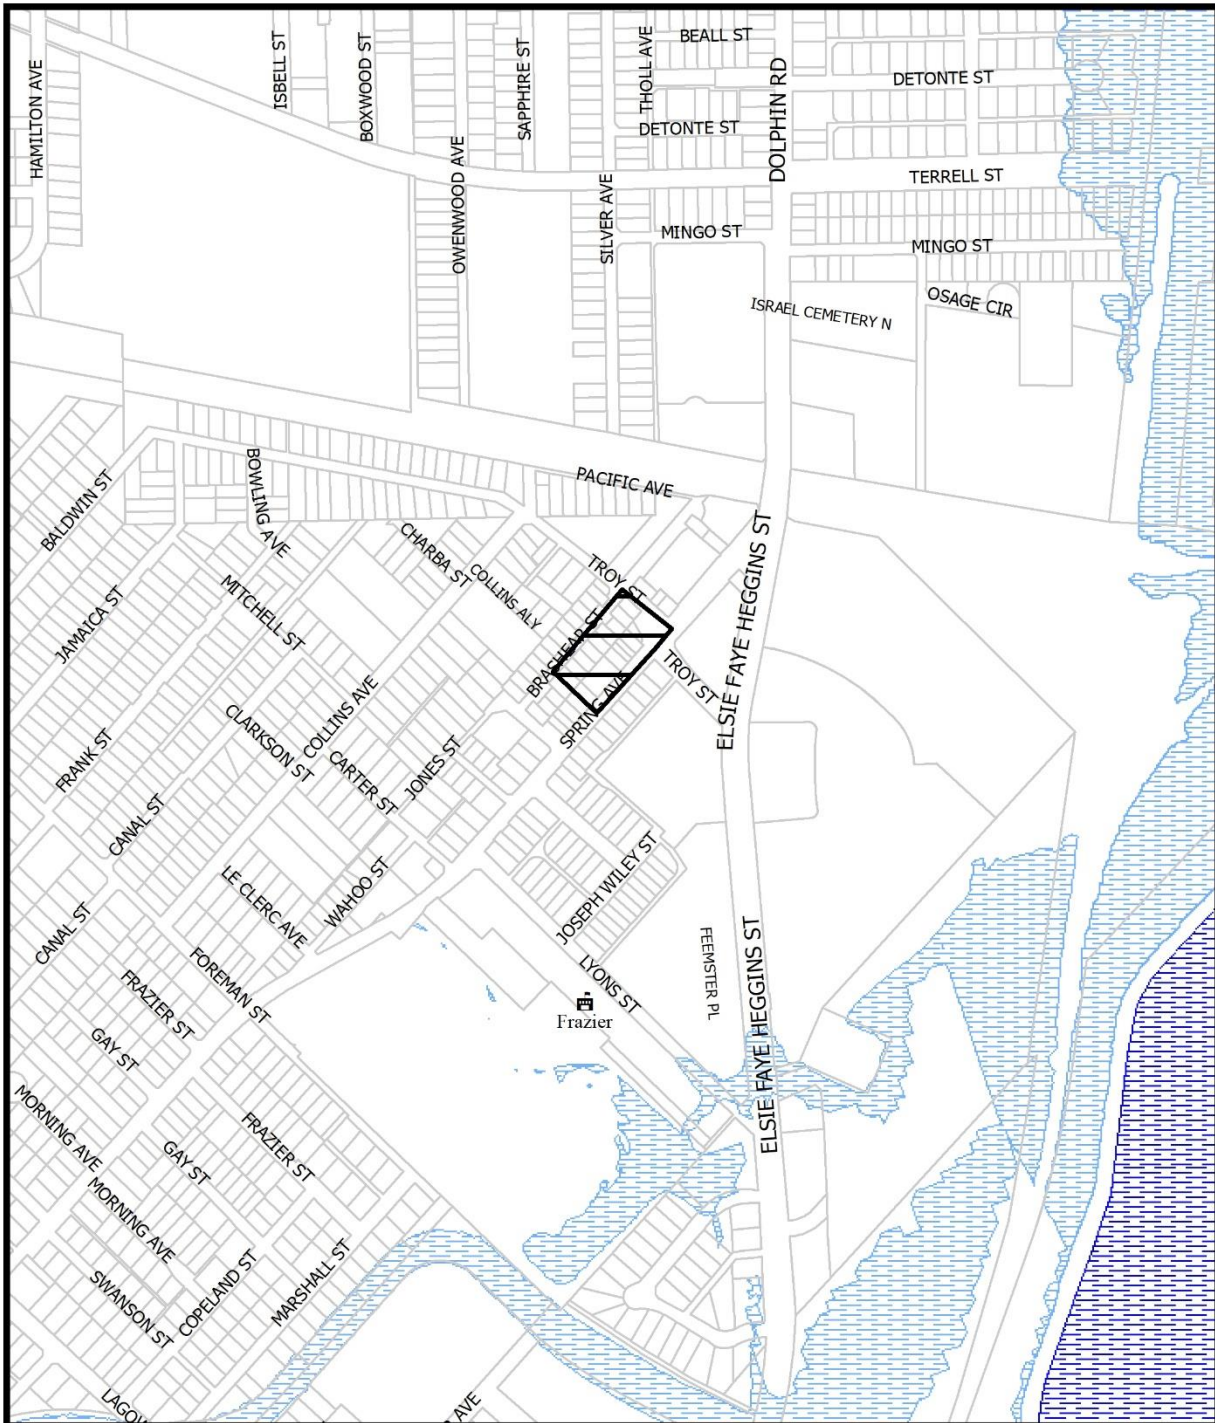 BEALL ST
HAMILTON AVE
ISBELL ST
BOXWOOD ST
SAPPHIRE ST
THOLL AVE
DOLPHIN RD
DETONTE ST
DETONTE ST
OWENWOOD AVE
SILVER AVE
TERRELL ST
MINGO ST
MINGO ST
OSAGE CIR
ISRAEL CEMETERY N
PACIFIC AVE
BALDWIN ST
BOWLING AVE
CHARBA ST
COLLINS ALY
TROY ST
ELSIE FAYE HEGGINS ST
JAMAICA ST
MITCHELL ST
BRASHEAR ST
TROY ST
SPRING AVE
COLLINS AVE
CLARKSON ST
FRANK ST
CARTER ST
JONES ST
CANAL ST
JOSEPH WILEY ST
LE CLERC AVE
WAHOO ST
CANAL ST
FOREMAN ST
FRAZIER ST
LYONS ST
FEEMSTER PL
ELSIE FAYE HEGGINS ST
Frazier
GAY ST
MORNING AVE
FRAZIER ST
GAY ST
MORNING AVE
SWANSON ST
COPELAND ST
MARSHALL ST
LAGOW
AVE